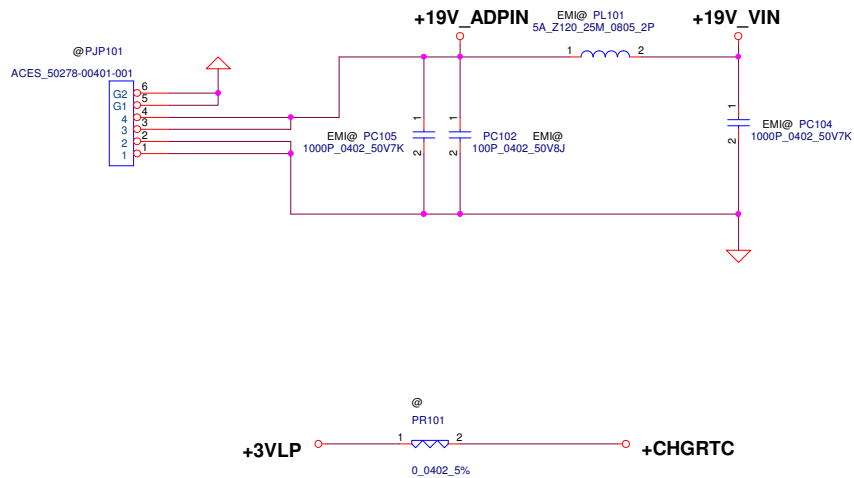 +19V_ADPIN
EMI@ PL101
5A_Z120_25M_0805_2P
1 2
+19V_VIN
@PJP101
ACES_50278-00401-001
G2 6
G1 5
4 4
3 3
2 2
1 1
EMI@ PC105
1000P_0402_50V7K
1
2
PC102 EMI@
100P_0402_50V8J
1
2
EMI@ PC104
1000P_0402_50V7K
1
2
@
PR101
+3VLP
1 2
+CHGRTC
0_0402_5%